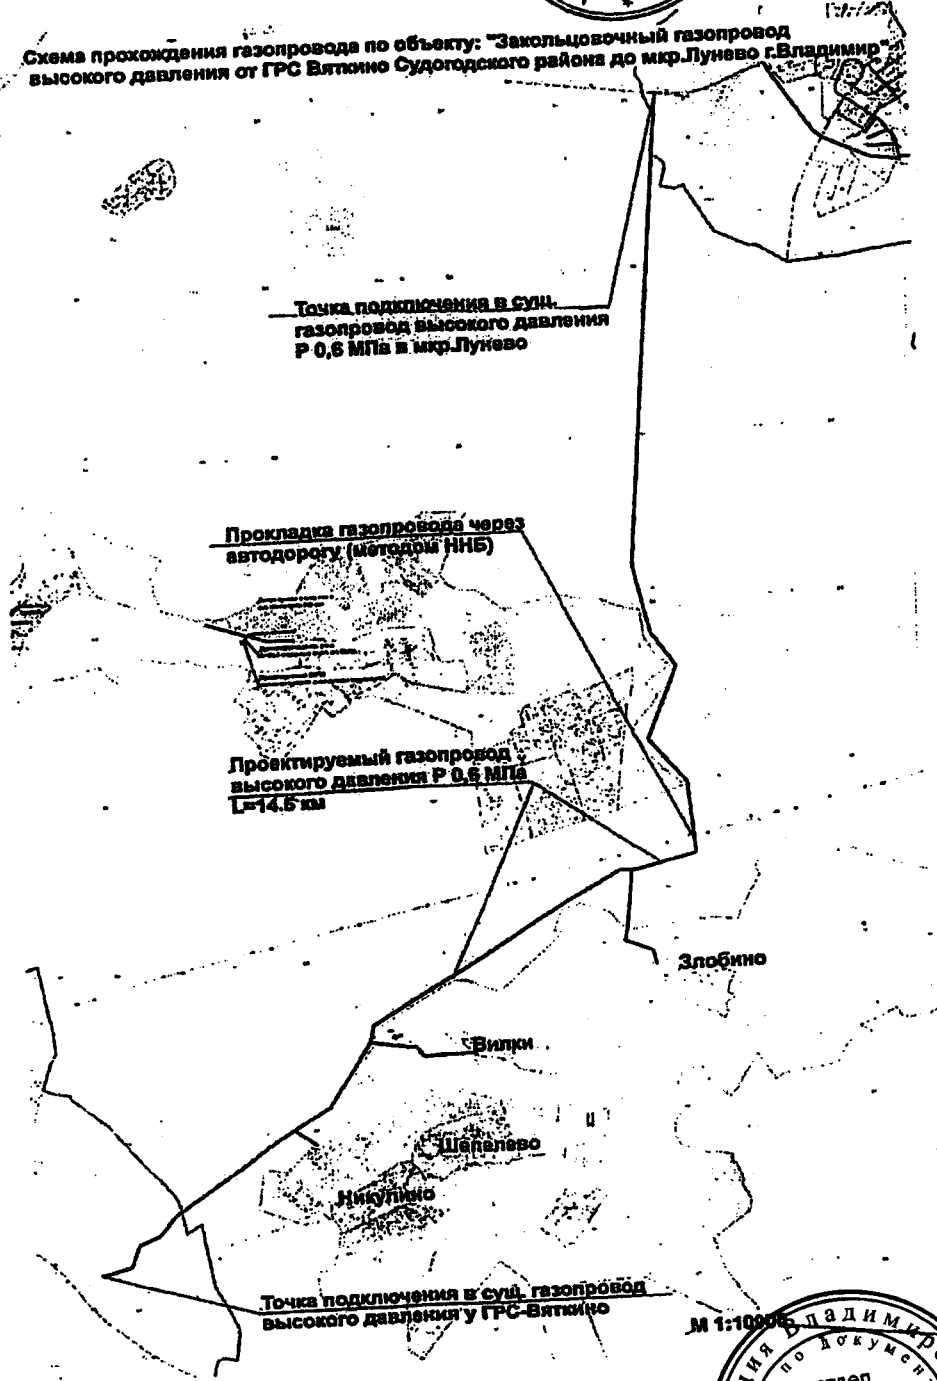 Схема прохождения газопровода по объекту: "Закольцовочный газопровод
высокого давления от ГРС Вяткино Судогодского района до мкр.Лунево г.Владимир"
Точка подключения в сущ.
газопровод высокого давления
Р 0,6 МПа в мкр.Лунево
Прокладка газопровода через
автодорогу (методом ННБ)
Проектируемый газопровод
высокого давления Р 0,6 МПа
L=14.5 км
Злобино
Вилки
Шепелево
Никулино
Точка подключения в сущ. газопровод
высокого давления у ГРС-Вяткино
М 1:10000